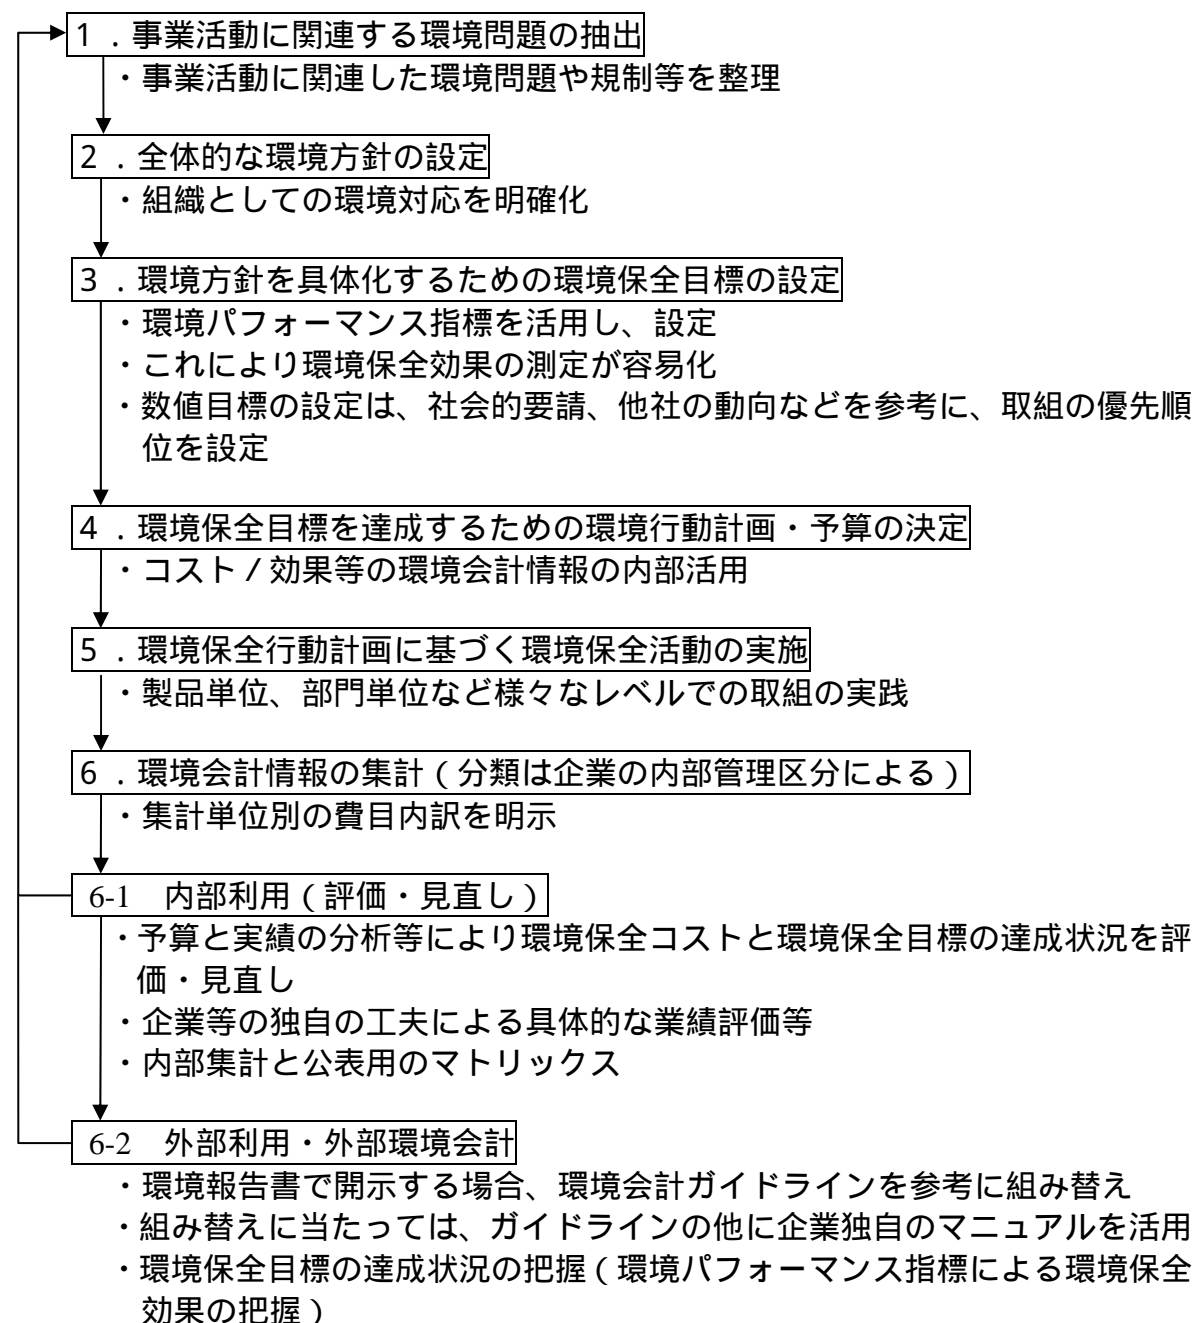 １．事業活動に関連する環境問題の抽出
・事業活動に関連した環境問題や規制等を整理
２．全体的な環境方針の設定
・組織としての環境対応を明確化
３．環境方針を具体化するための環境保全目標の設定
・環境パフォーマンス指標を活用し、設定
・これにより環境保全効果の測定が容易化
・数値目標の設定は、社会的要請、他社の動向などを参考に、取組の優先順
位を設定
４．環境保全目標を達成するための環境行動計画・予算の決定
・コスト／効果等の環境会計情報の内部活用
５．環境保全行動計画に基づく環境保全活動の実施
・製品単位、部門単位など様々なレベルでの取組の実践
６．環境会計情報の集計（分類は企業の内部管理区分による）
・集計単位別の費目内訳を明示
6-1　内部利用（評価・見直し）
・予算と実績の分析等により環境保全コストと環境保全目標の達成状況を評
価・見直し
・企業等の独自の工夫による具体的な業績評価等
・内部集計と公表用のマトリックス
6-2　外部利用・外部環境会計
・環境報告書で開示する場合、環境会計ガイドラインを参考に組み替え
・組み替えに当たっては、ガイドラインの他に企業独自のマニュアルを活用
・環境保全目標の達成状況の把握（環境パフォーマンス指標による環境保全
効果の把握）